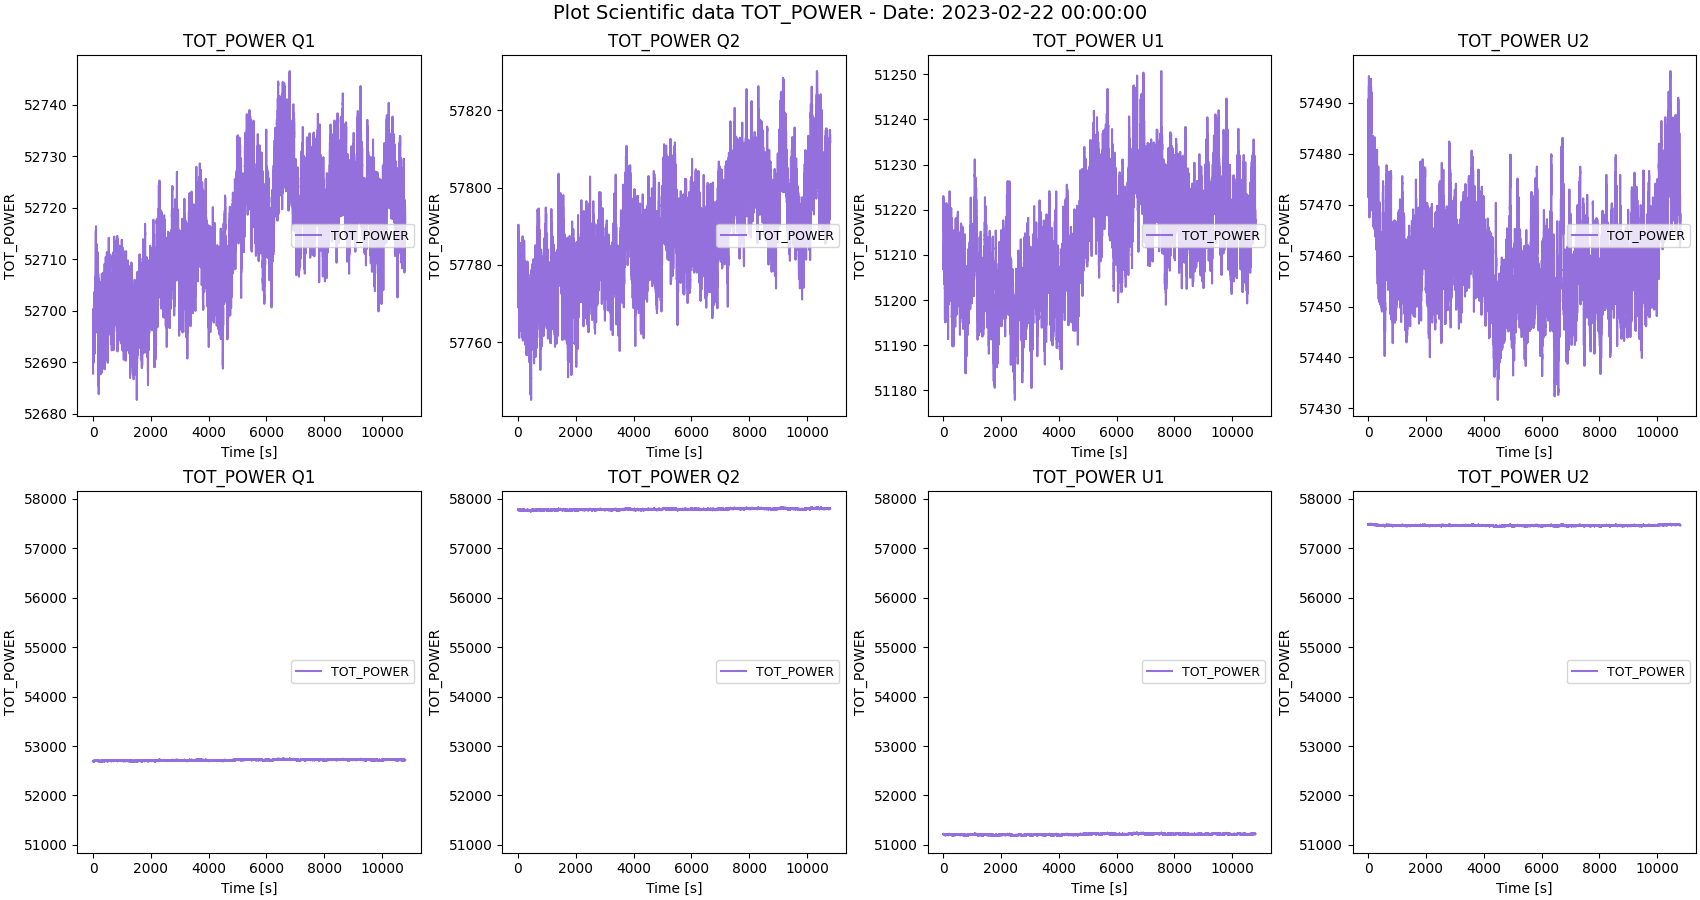 Plot Scientific data TOT_POWER - Date: 2023-02-22 00:00:00
TOT_POWER Q1
TOT_POWER
52740
52730
52720
52710
52700
52690
52680
TOT_POWER
0 2000 4000 6000 8000 10000
Time [s]
TOT_POWER Q2
TOT_POWER
57820
57800
57780
57760
TOT_POWER
0 2000 4000 6000 8000 10000
Time [s]
TOT_POWER U1
TOT_POWER
51250
51240
51230
51220
51210
51200
51190
51180
TOT_POWER
0 2000 4000 6000 8000 10000
Time [s]
TOT_POWER U2
TOT_POWER
57490
57480
57470
57460
57450
57440
57430
TOT_POWER
0 2000 4000 6000 8000 10000
Time [s]
TOT_POWER Q1
TOT_POWER
58000
57000
56000
55000
54000
53000
52000
51000
TOT_POWER
0 2000 4000 6000 8000 10000
Time [s]
TOT_POWER Q2
TOT_POWER
58000
57000
56000
55000
54000
53000
52000
51000
TOT_POWER
0 2000 4000 6000 8000 10000
Time [s]
TOT_POWER U1
TOT_POWER
58000
57000
56000
55000
54000
53000
52000
51000
TOT_POWER
0 2000 4000 6000 8000 10000
Time [s]
TOT_POWER U2
TOT_POWER
58000
57000
56000
55000
54000
53000
52000
51000
TOT_POWER
0 2000 4000 6000 8000 10000
Time [s]